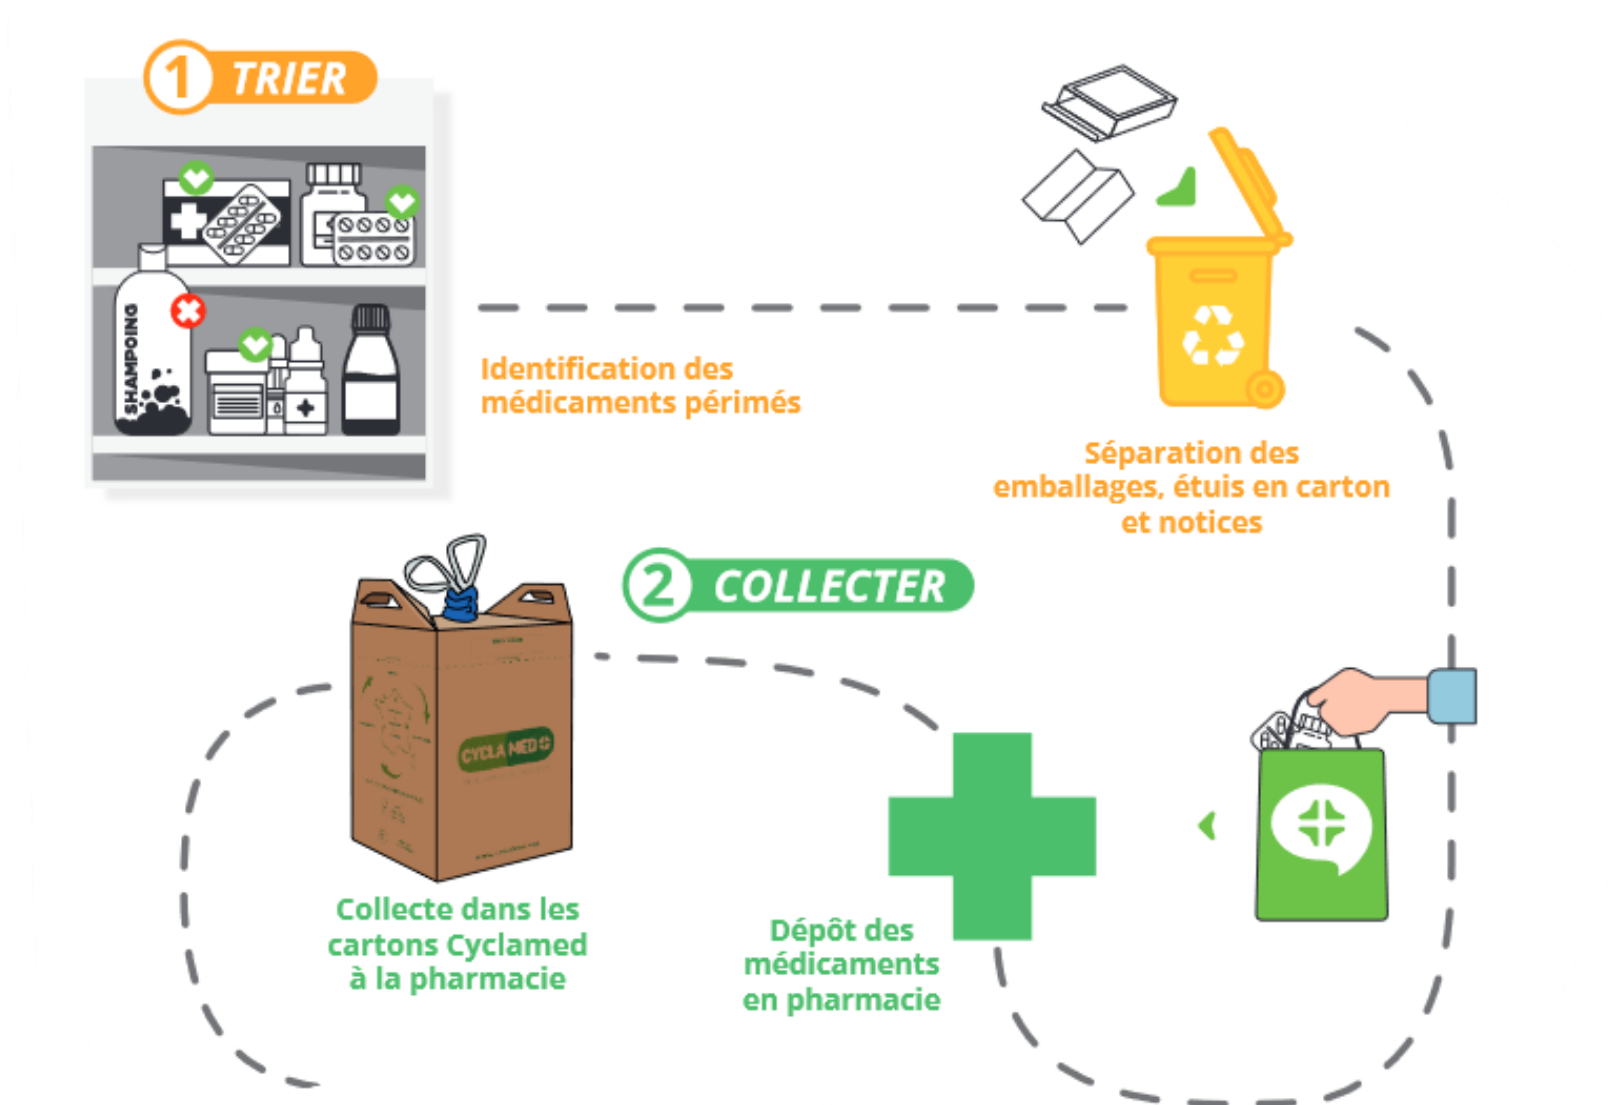 1 TRIER
SHAMPOING
Identification des
médicaments périmés
Séparation des
emballages, étuis en carton
et notices
2 COLLECTER
CYCLAMED
Collecte dans les
cartons Cyclamed
à la pharmacie
Dépôt des
médicaments
en pharmacie